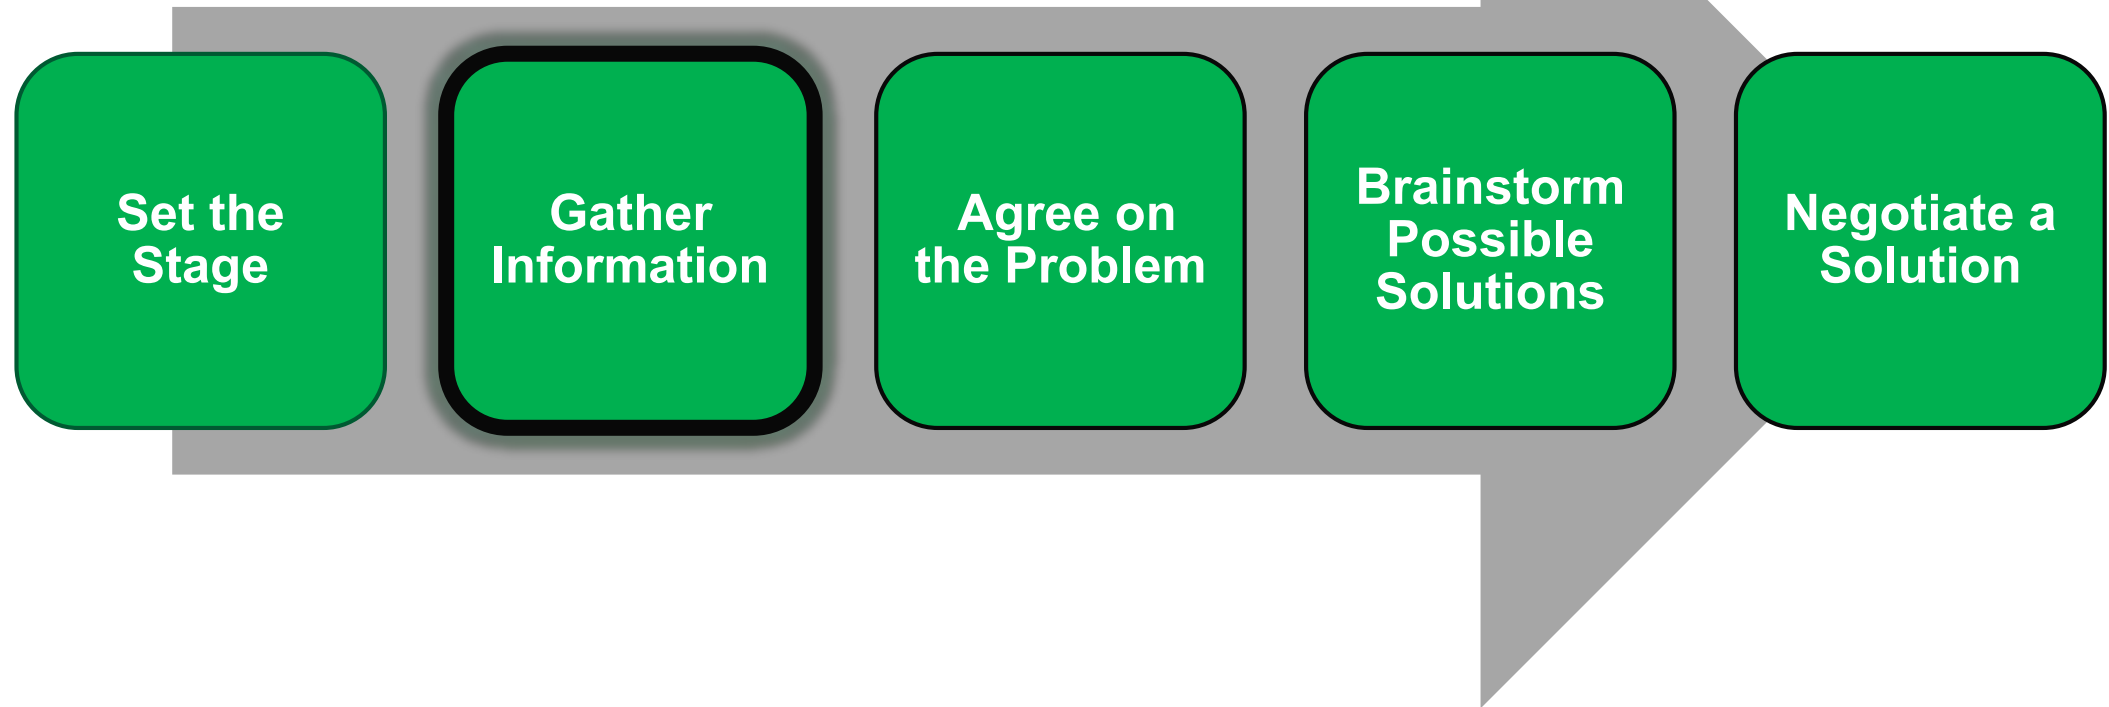 Set the
Stage
Gather
Information
Agree on
the Problem
Brainstorm
Possible
Solutions
Negotiate a
Solution